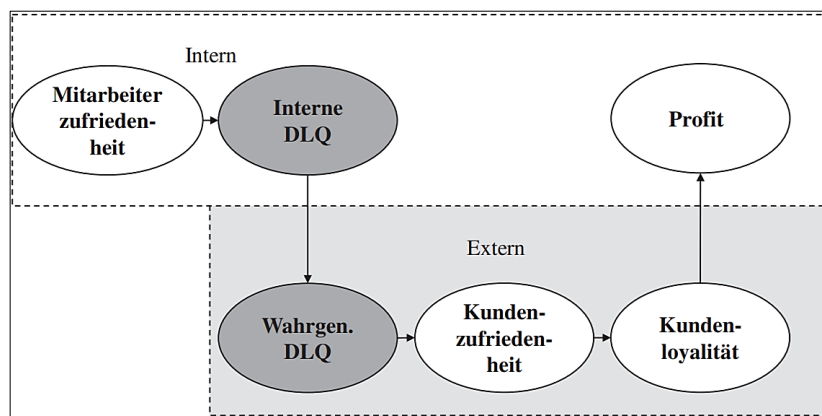 Intern
Mitarbeiter
zufrieden-
heit
Interne
DLQ
Profit
Extern
Wahrgen.
DLQ
Kunden-
zufrieden-
heit
Kunden-
loyalität